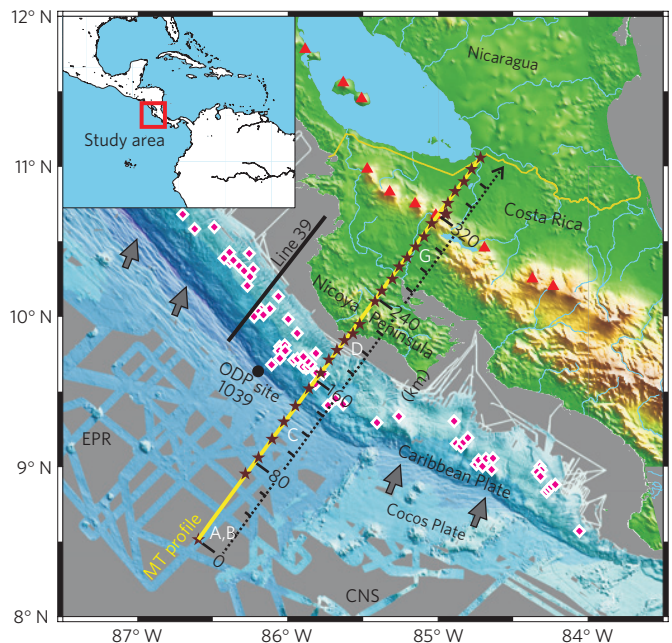 12° N
11° N
10° N
9° N
8° N
87° W
86° W
85° W
84° W
Study area
Nicaragua
Costa Rica
Line 39
Nicoya
Peninsula
ODP site
1039
EPR
MT profile
A,B
C
D
G
0
80
240
320
(km)
Caribbean Plate
Cocos Plate
CNS